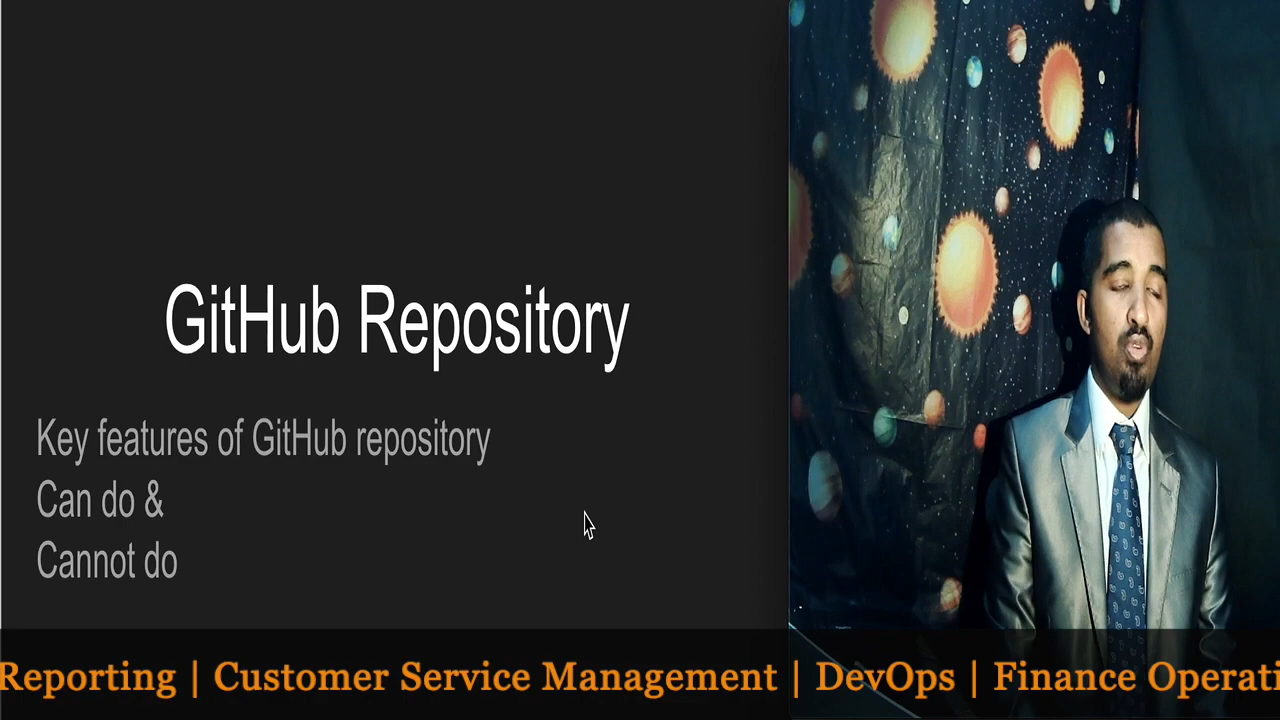 GitHub Repository
Key features of GitHub repository
Can do &
Cannot do
Reporting | Customer Service Management | DevOps | Finance Operati